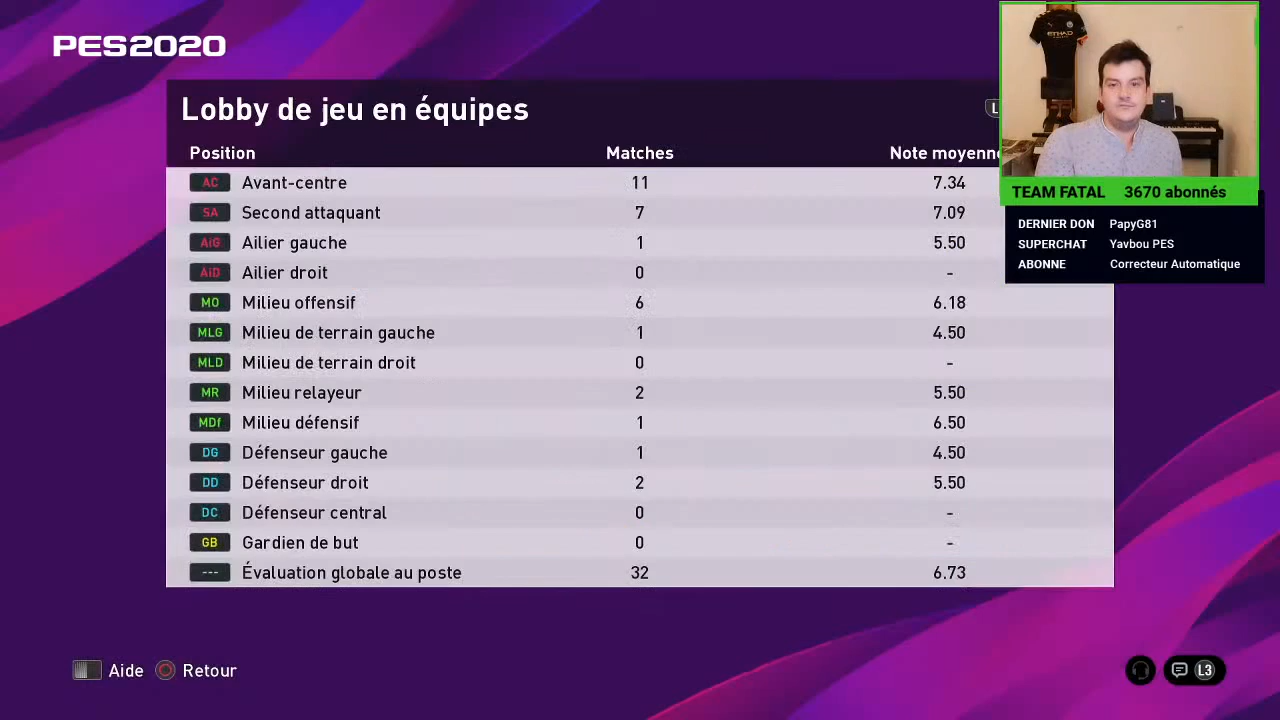 PES2020
Lobby de jeu en équipes
L
Position Matches Note moyenne
AC Avant-centre 11 7.34
SA Second attaquant 7 7.09
AiG Ailier gauche 1 5.50
AiD Ailier droit 0 -
MO Milieu offensif 6 6.18
MLG Milieu de terrain gauche 1 4.50
MLD Milieu de terrain droit 0 -
MR Milieu relayeur 2 5.50
MDf Milieu défensif 1 6.50
DG Défenseur gauche 1 4.50
DD Défenseur droit 2 5.50
DC Défenseur central 0 -
GB Gardien de but 0 -
--- Évaluation globale au poste 32 6.73
ETIHAD
TEAM FATAL 3670 abonnés
DERNIER DON PapyG81
SUPERCHAT Yavbou PES
ABONNE Correcteur Automatique
Aide Retour
L3